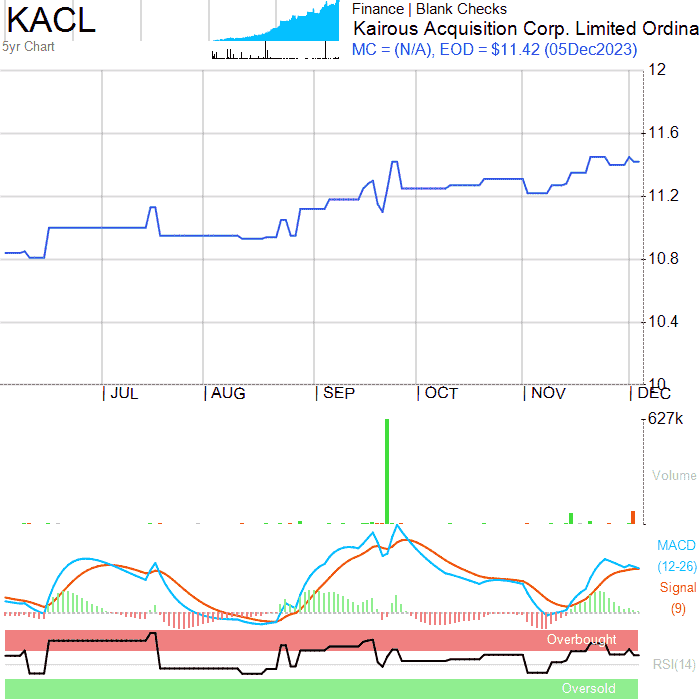 KACL
5yr Chart
Finance | Blank Checks
Kairous Acquisition Corp. Limited Ordina
MC = (N/A), EOD = $11.42 (05Dec2023)
12
11.6
11.2
10.8
10.4
10
| JUL | AUG | SEP | OCT | NOV | DEC
627k
Volume
MACD
(12-26)
Signal
(9)
Overbought
RSI(14)
Oversold